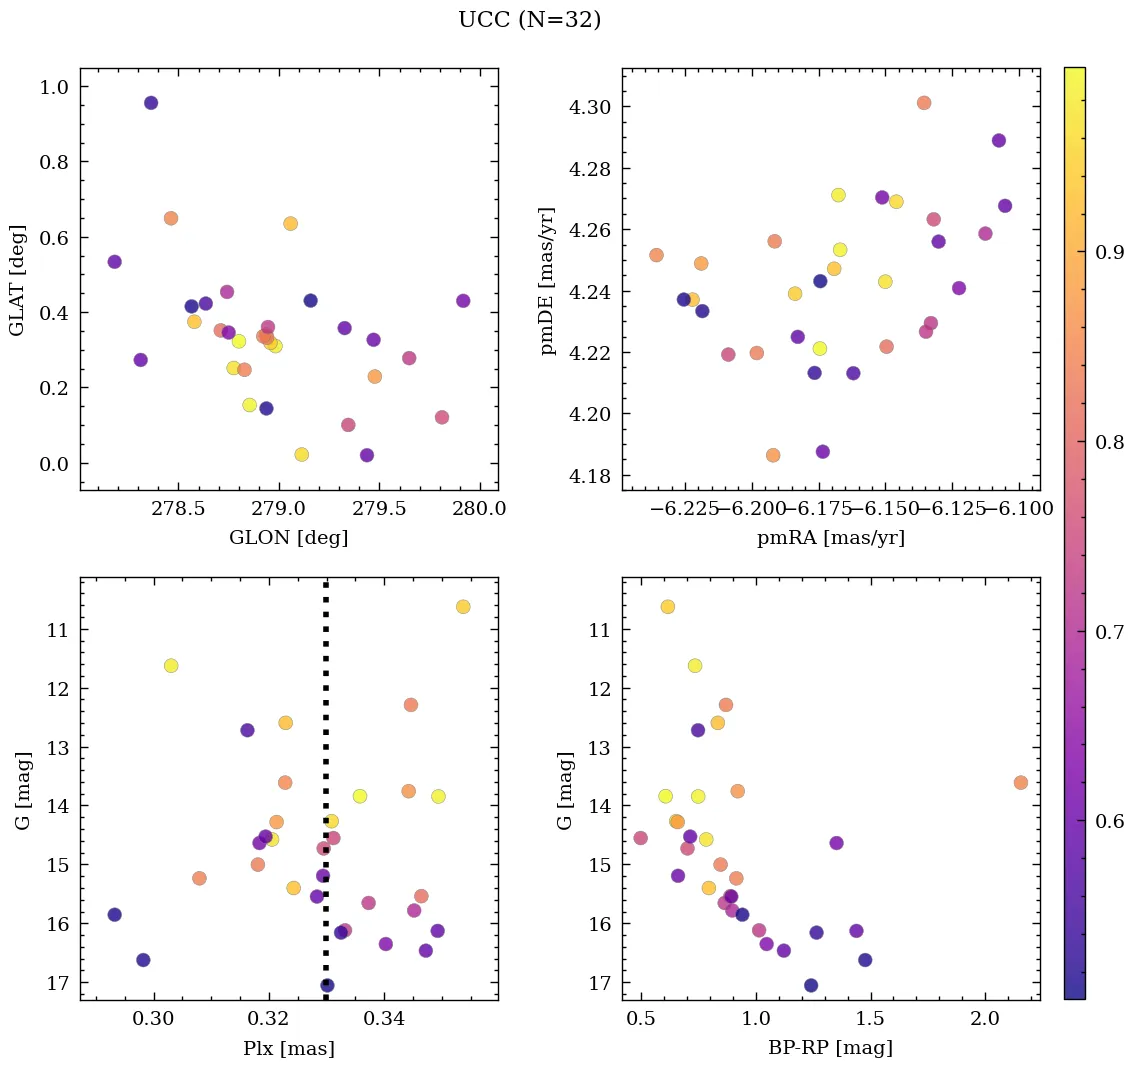 UCC (N=32)
1.0
0.8
0.6
0.4
0.2
0.0
GLAT [deg]
278.5 279.0 279.5 280.0
GLON [deg]
4.30
4.28
4.26
4.24
4.22
4.20
4.18
pmDE [mas/yr]
−6.225 −6.200 −6.175 −6.150 −6.125 −6.100
pmRA [mas/yr]
11
12
13
14
15
16
17
G [mag]
0.30 0.32 0.34
Plx [mas]
11
12
13
14
15
16
17
G [mag]
0.5 1.0 1.5 2.0
BP-RP [mag]
0.9
0.8
0.7
0.6